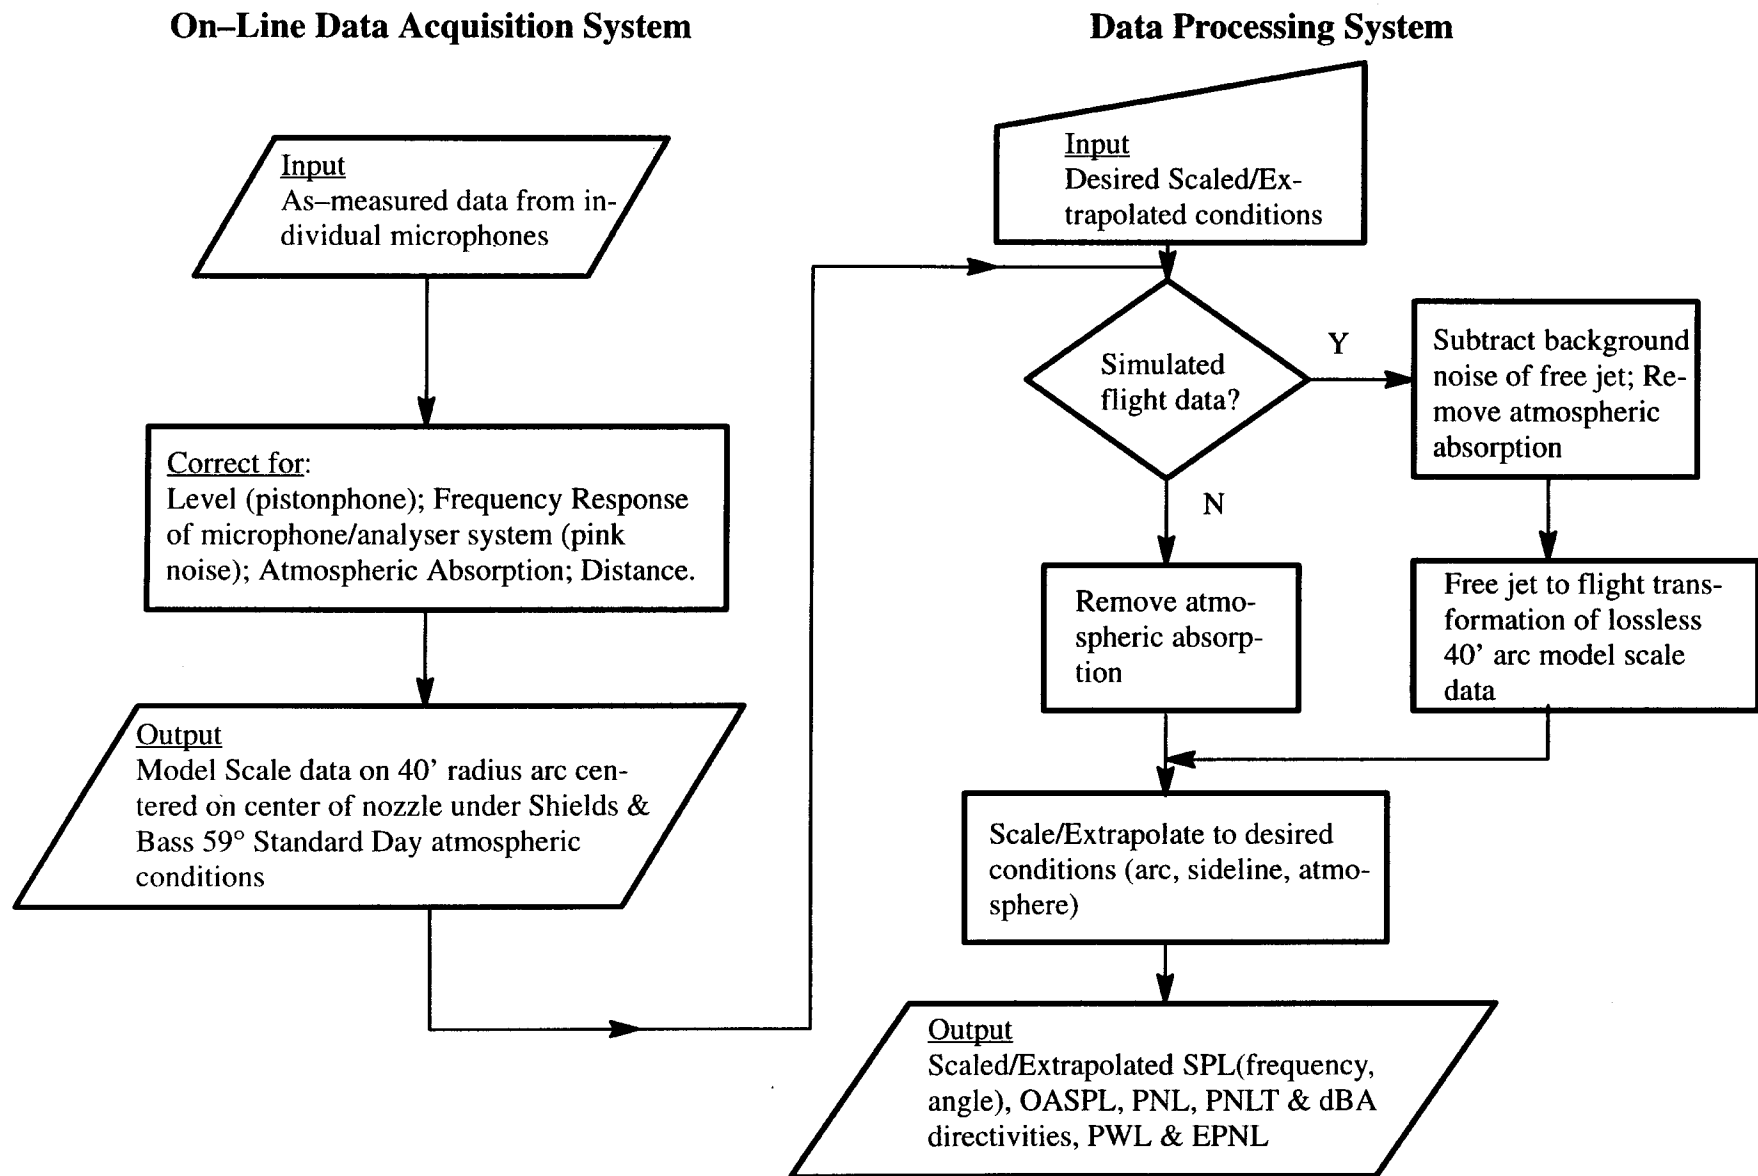 On–Line Data Acquisition System
Input
As–measured data from in-
dividual microphones
Correct for:
Level (pistonphone); Frequency Response
of microphone/analyser system (pink
noise); Atmospheric Absorption; Distance.
Output
Model Scale data on 40’ radius arc cen-
tered on center of nozzle under Shields &
Bass 59° Standard Day atmospheric
conditions
Data Processing System
Input
Desired Scaled/Ex-
trapolated conditions
Simulated
flight data?
Y
Subtract background
noise of free jet; Re-
move atmospheric
absorption
N
Remove atmo-
spheric absorp-
tion
Free jet to flight trans-
formation of lossless
40’ arc model scale
data
Scale/Extrapolate to desired
conditions (arc, sideline, atmo-
sphere)
Output
Scaled/Extrapolated SPL(frequency,
angle), OASPL, PNL, PNLT & dBA
directivities, PWL & EPNL